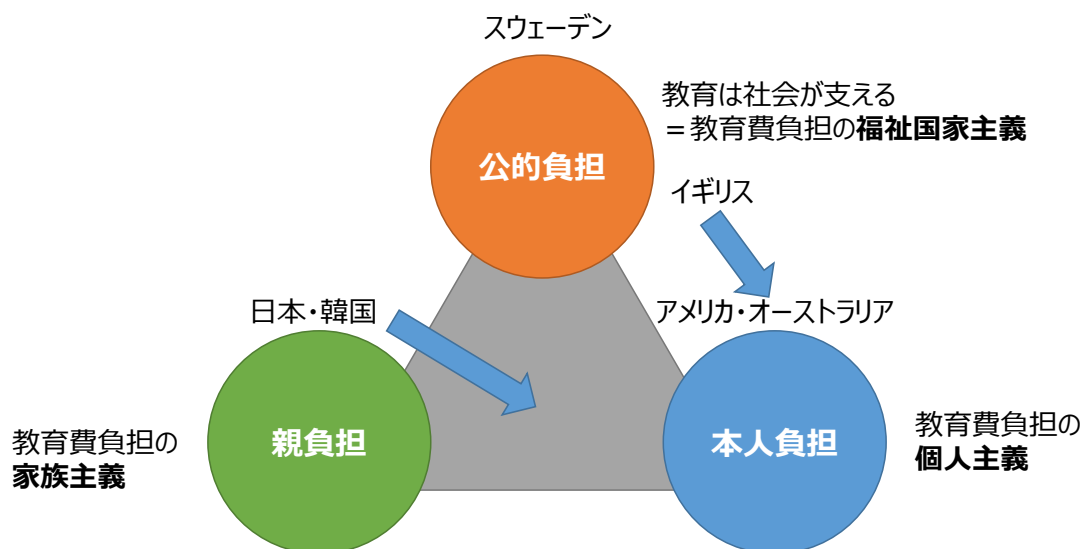 スウェーデン
教育は社会が支える
=教育費負担の福祉国家主義
公的負担
イギリス
日本・韓国
アメリカ・オーストラリア
教育費負担の
家族主義
親負担
本人負担
教育費負担の
個人主義